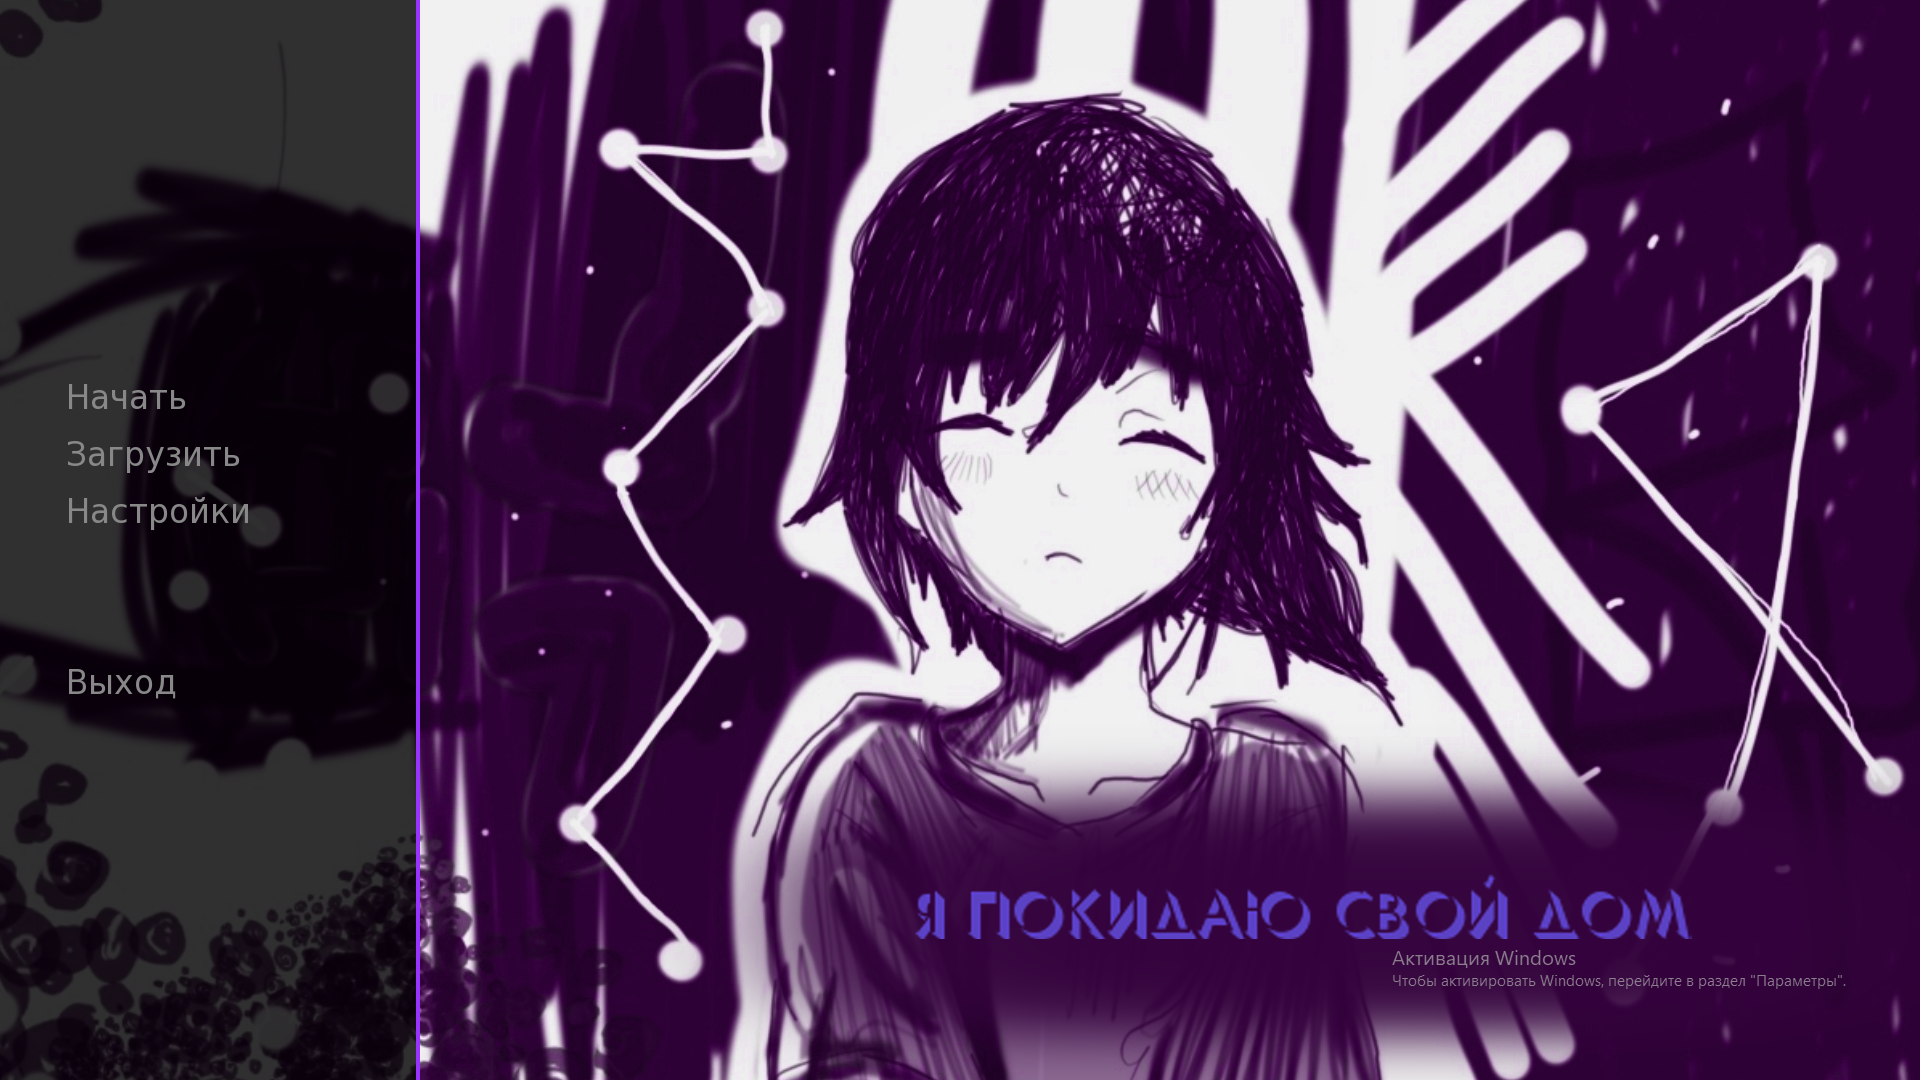 Начать
Загрузить
Настройки
Выход
Я ПОКИДАЮ СВОЙ ДОМ
Активация Windows
Чтобы активировать Windows, перейдите в раздел "Параметры".